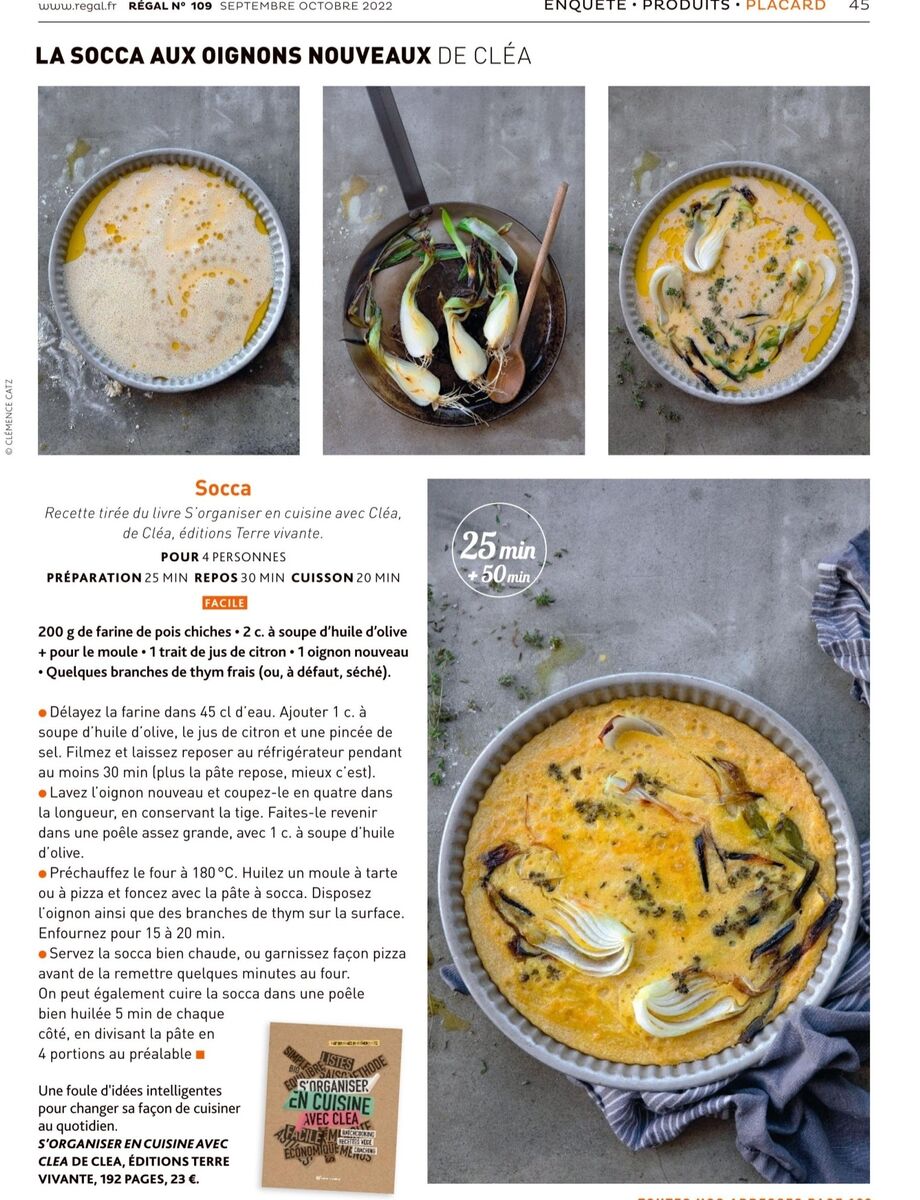 www.regal.fr RÉGAL N° 109 SEPTEMBRE OCTOBRE 2022
ENQUÊTE • PRODUITS • PLACARD 45
LA SOCCA AUX OIGNONS NOUVEAUX DE CLÉA
© CLÉMENCE CATZ
Socca
Recette tirée du livre S'organiser en cuisine avec Cléa,
de Cléa, éditions Terre vivante.
POUR 4 PERSONNES
PRÉPARATION 25 MIN REPOS 30 MIN CUISSON 20 MIN
FACILE
200 g de farine de pois chiches • 2 c. à soupe d'huile d'olive
+ pour le moule • 1 trait de jus de citron • 1 oignon nouveau
• Quelques branches de thym frais (ou, à défaut, séché).
● Délayez la farine dans 45 cl d'eau. Ajouter 1 c. à
soupe d'huile d'olive, le jus de citron et une pincée de
sel. Filmez et laissez reposer au réfrigérateur pendant
au moins 30 min (plus la pâte repose, mieux c'est).
● Lavez l'oignon nouveau et coupez-le en quatre dans
la longueur, en conservant la tige. Faites-le revenir
dans une poêle assez grande, avec 1 c. à soupe d'huile
d'olive.
● Préchauffez le four à 180°C. Huilez un moule à tarte
ou à pizza et foncez avec la pâte à socca. Disposez
l'oignon ainsi que des branches de thym sur la surface.
Enfournez pour 15 à 20 min.
● Servez la socca bien chaude, ou garnissez façon pizza
avant de la remettre quelques minutes au four.
On peut également cuire la socca dans une poêle
bien huilée 5 min de chaque
côté, en divisant la pâte en
4 portions au préalable ■
Une foule d'idées intelligentes
pour changer sa façon de cuisiner
au quotidien.
S'ORGANISER EN CUISINE AVEC
CLEA DE CLEA, ÉDITIONS TERRE
VIVANTE, 192 PAGES, 23 €.
25 min
+ 50 min
LISTES
S'ORGANISER
EN CUISINE
AVEC CLEA
BATCHCOOKING
COACHING